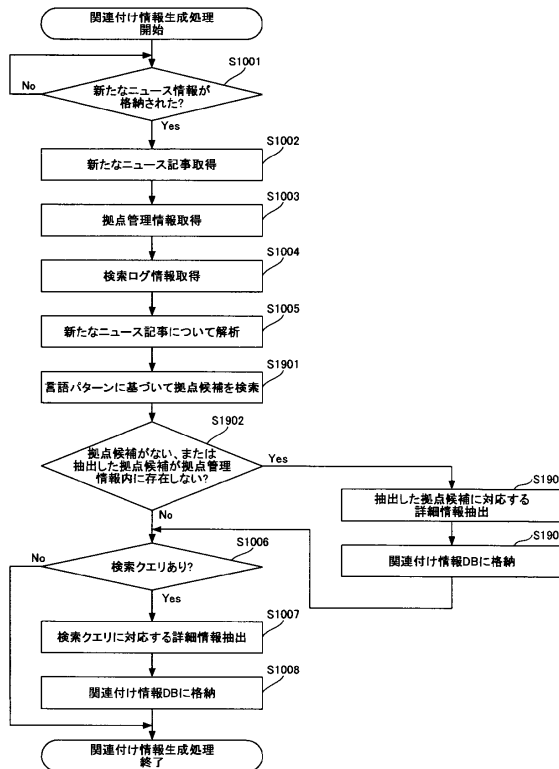 関連付け情報生成処理
開始
S1001
No
新たなニュース情報が
格納された?
Yes
S1002
新たなニュース記事取得
S1003
拠点管理情報取得
S1004
検索ログ情報取得
S1005
新たなニュース記事について解析
S1901
言語パターンに基づいて拠点候補を検索
S1902
拠点候補がない、または
抽出した拠点候補が拠点管理
情報内に存在しない?
Yes
No
S190
抽出した拠点候補に対応する
詳細情報抽出
S190
関連付け情報DBに格納
S1006
No
検索クエリあり?
Yes
S1007
検索クエリに対応する詳細情報抽出
S1008
関連付け情報DBに格納
関連付け情報生成処理
終了